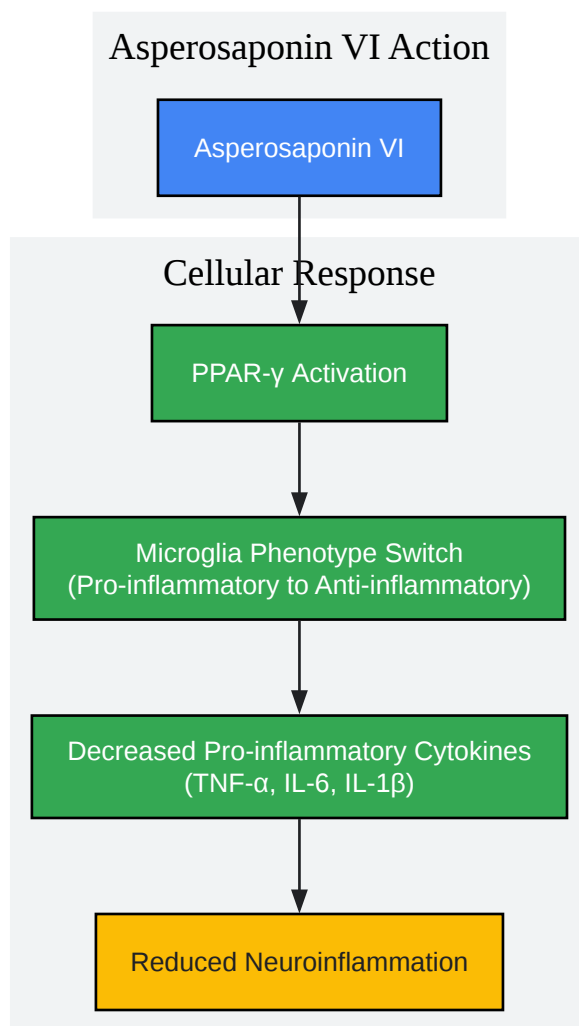 Asperosaponin VI Action
Asperosaponin VI
Cellular Response
PPAR-γ Activation
Microglia Phenotype Switch
(Pro-inflammatory to Anti-inflammatory)
Decreased Pro-inflammatory Cytokines
(TNF-α, IL-6, IL-1β)
Reduced Neuroinflammation